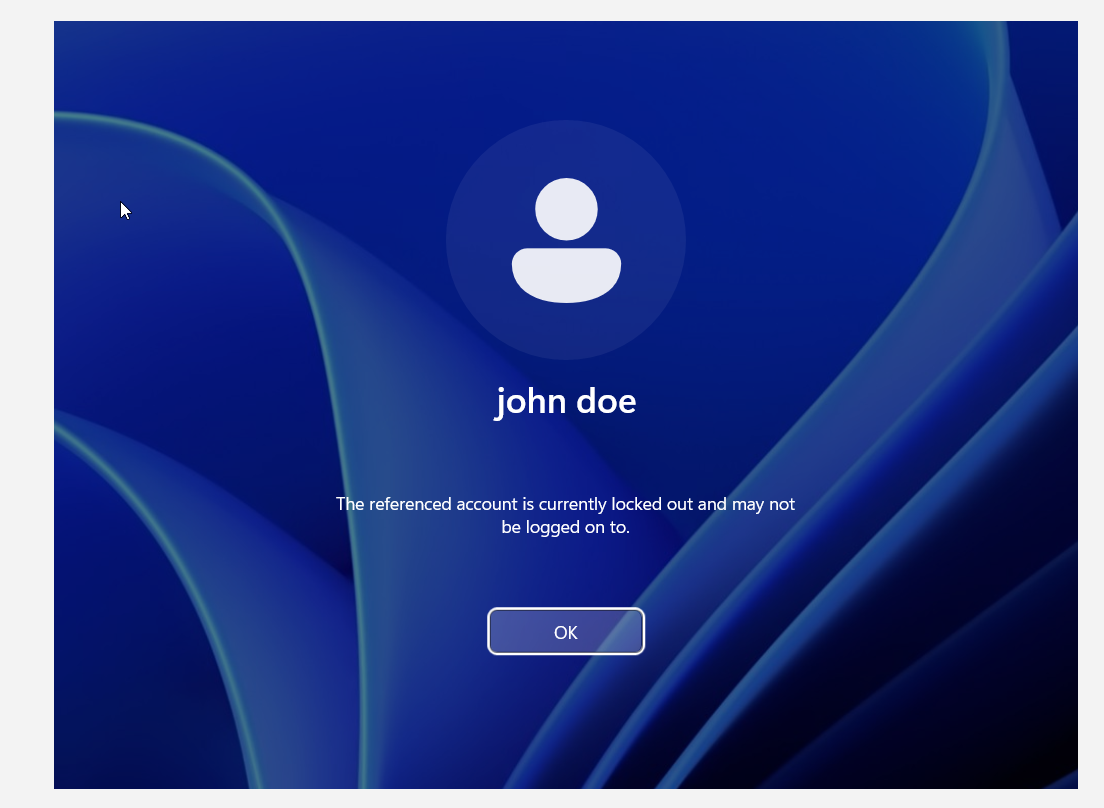 john doe
The referenced account is currently locked out and may not
be logged on to.
OK